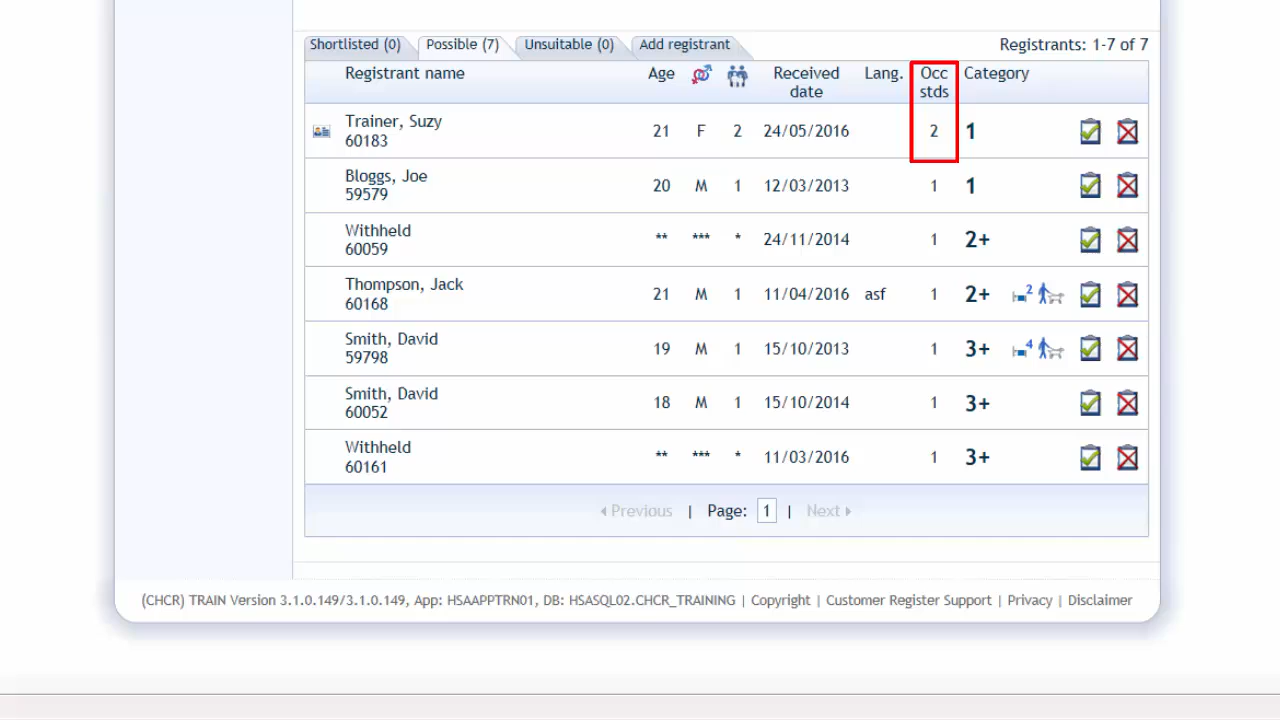 Shortlisted (0) Possible (7) Unsuitable (0) Add registrant Registrants: 1-7 of 7
Registrant name Age Received date Lang. Occ stds Category
Trainer, Suzy 21 F 2 24/05/2016 2 1
60183
Bloggs, Joe 20 M 1 12/03/2013 1 1
59579
Withheld ** *** * 24/11/2014 1 2+
60059
Thompson, Jack 21 M 1 11/04/2016 asf 1 2+ 2
60168
Smith, David 19 M 1 15/10/2013 1 3+ 4
59798
Smith, David 18 M 1 15/10/2014 1 3+
60052
Withheld ** *** * 11/03/2016 1 3+
60161
Previous | Page: 1 | Next
(CHCR) TRAIN Version 3.1.0.149/3.1.0.149, App: HSAAPPTRN01, DB: HSASQL02.CHCR_TRAINING | Copyright | Customer Register Support | Privacy | Disclaimer